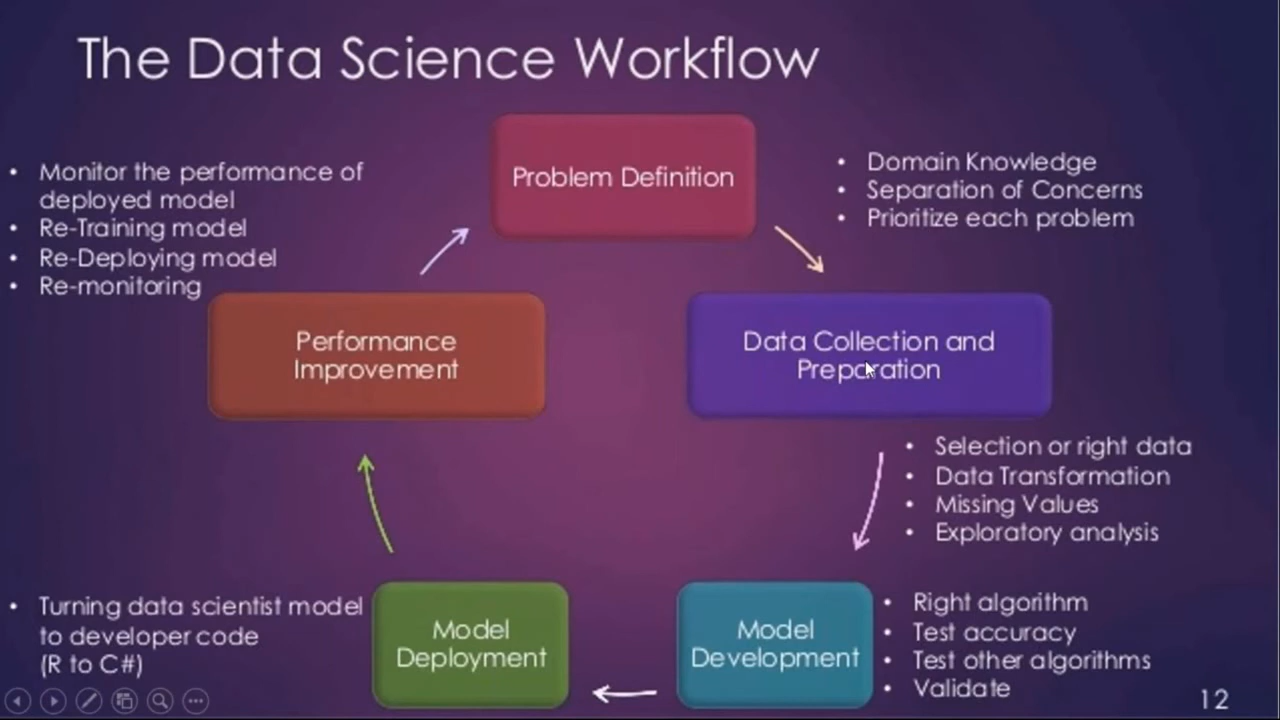 The Data Science Workflow
Problem Definition
• Domain Knowledge
• Separation of Concerns
• Prioritize each problem
Data Collection and
Preparation
• Selection or right data
• Data Transformation
• Missing Values
• Exploratory analysis
Model
Development
• Right algorithm
• Test accuracy
• Test other algorithms
• Validate
Model
Deployment
• Turning data scientist model
to developer code
(R to C#)
Performance
Improvement
• Monitor the performance of
deployed model
• Re-Training model
• Re-Deploying model
• Re-monitoring
12